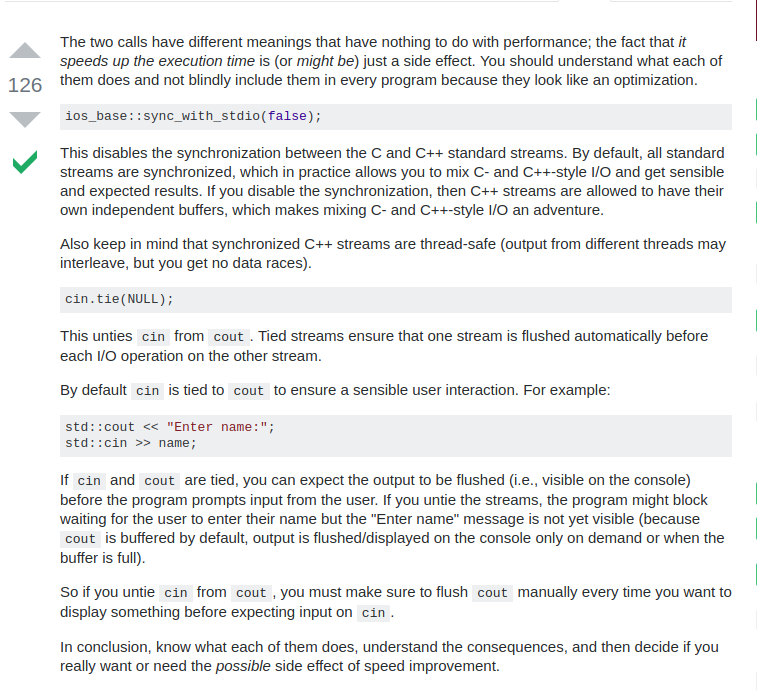 The two calls have different meanings that have nothing to do with performance; the fact that it
speeds up the execution time is (or might be) just a side effect. You should understand what each of
126
them does and not blindly include them in every program because they look like an optimization.
ios_base::sync_with_stdio(false);
This disables the synchronization between the C and C++ standard streams. By default, all standard
streams are synchronized, which in practice allows you to mix C- and C++-style I/O and get sensible
and expected results. If you disable the synchronization, then C++ streams are allowed to have their
own independent buffers, which makes mixing C- and C++-style I/O an adventure.
Also keep in mind that synchronized C++ streams are thread-safe (output from different threads may
interleave, but you get no data races).
cin.tie(NULL);
This unties cin from cout. Tied streams ensure that one stream is flushed automatically before
each I/O operation on the other stream.
By default cin is tied to cout to ensure a sensible user interaction. For example:
std::cout << "Enter name:";
std::cin >> name;
If cin and cout are tied, you can expect the output to be flushed (i.e., visible on the console)
before the program prompts input from the user. If you untie the streams, the program might block
waiting for the user to enter their name but the "Enter name" message is not yet visible (because
cout is buffered by default, output is flushed/displayed on the console only on demand or when the
buffer is full).
So if you untie cin from cout, you must make sure to flush cout manually every time you want to
display something before expecting input on cin.
In conclusion, know what each of them does, understand the consequences, and then decide if you
really want or need the possible side effect of speed improvement.